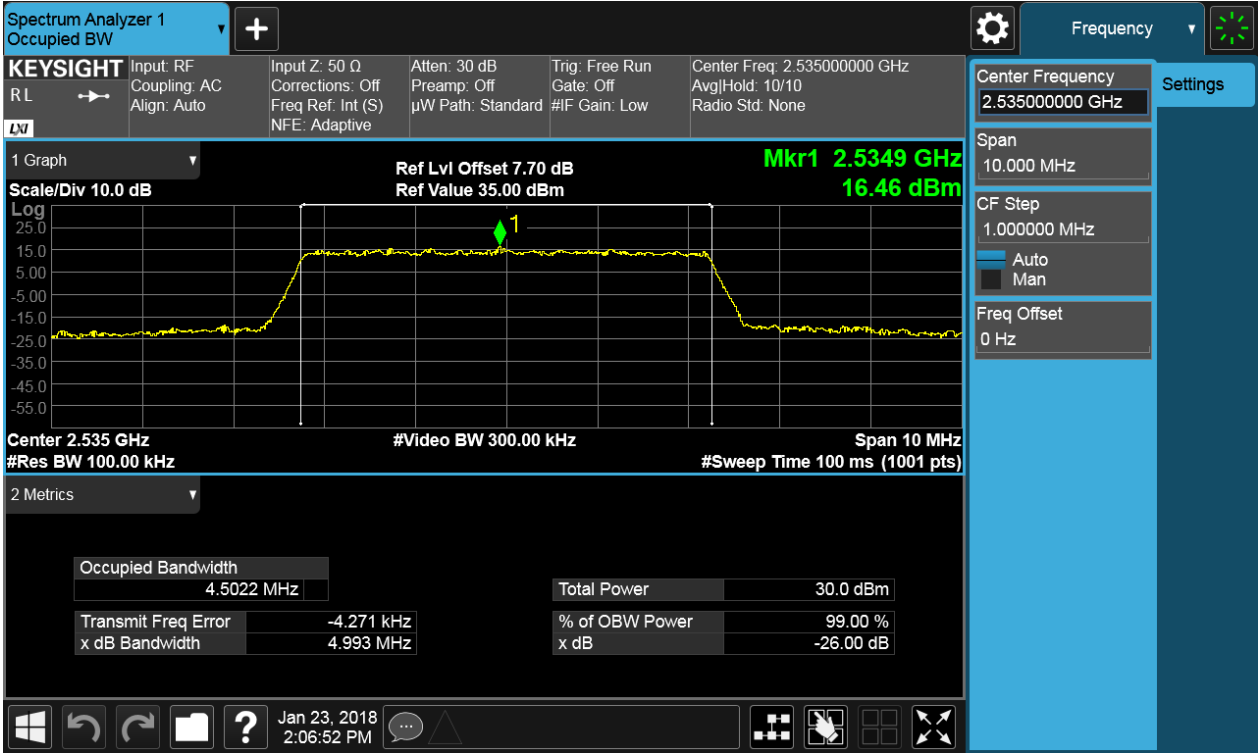 Spectrum Analyzer 1
Occupied BW
Frequency
KEYSIGHT
R L
LXI
Input: RF
Coupling: AC
Align: Auto
Input Z: 50 Ω
Corrections: Off
Freq Ref: Int (S)
NFE: Adaptive
Atten: 30 dB
Preamp: Off
µW Path: Standard
Trig: Free Run
Gate: Off
#IF Gain: Low
Center Freq: 2.535000000 GHz
Avg|Hold: 10/10
Radio Std: None
Center Frequency
2.535000000 GHz
Settings
Span
10.000 MHz
CF Step
1.000000 MHz
Auto
Man
Freq Offset
0 Hz
1 Graph
Scale/Div 10.0 dB
Ref Lvl Offset 7.70 dB
Ref Value 35.00 dBm
Mkr1 2.5349 GHz
16.46 dBm
Log
25.0
15.0
5.00
-5.00
-15.0
-25.0
-35.0
-45.0
-55.0
1
Center 2.535 GHz
#Video BW 300.00 kHz
Span 10 MHz
#Res BW 100.00 kHz
#Sweep Time 100 ms (1001 pts)
2 Metrics
Occupied Bandwidth
4.5022 MHz
Total Power 30.0 dBm
Transmit Freq Error -4.271 kHz
% of OBW Power 99.00 %
x dB Bandwidth 4.993 MHz
x dB -26.00 dB
?
Jan 23, 2018
2:06:52 PM